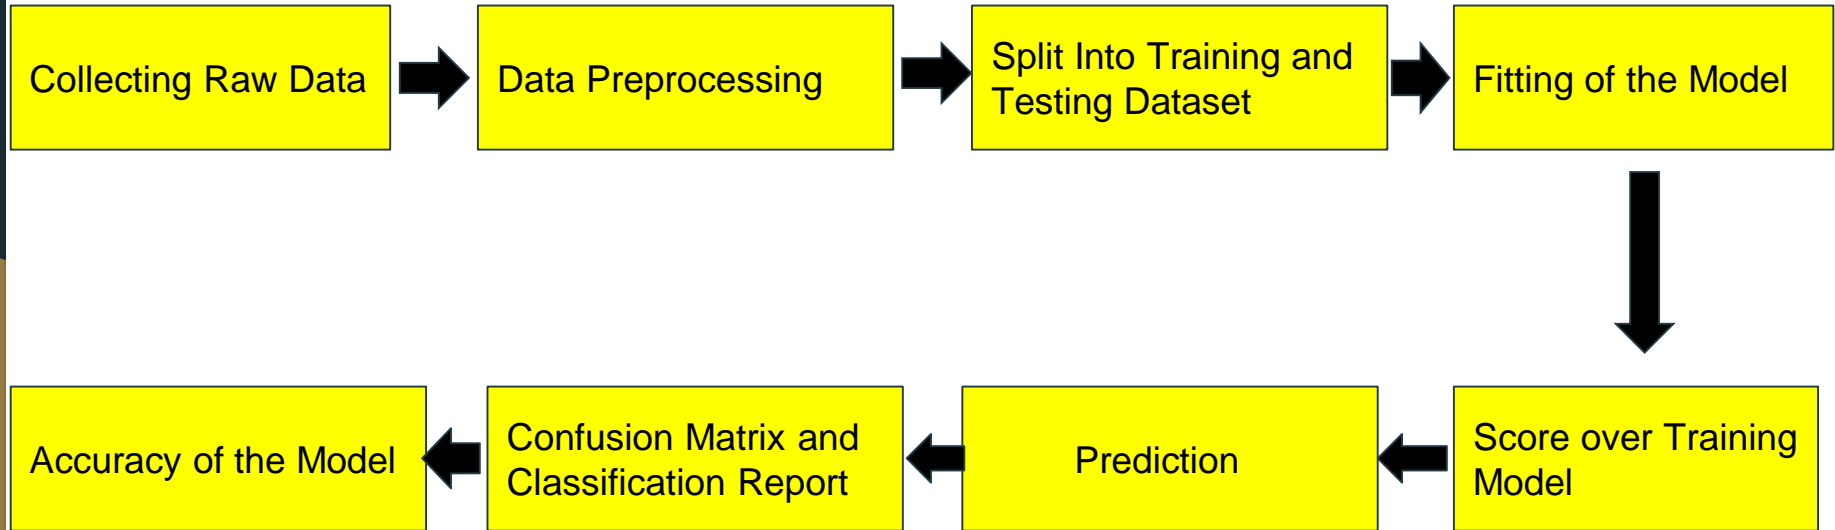 Collecting Raw Data
Data Preprocessing
Split Into Training and
Testing Dataset
Fitting of the Model
Score over Training
Model
Prediction
Confusion Matrix and
Classification Report
Accuracy of the Model